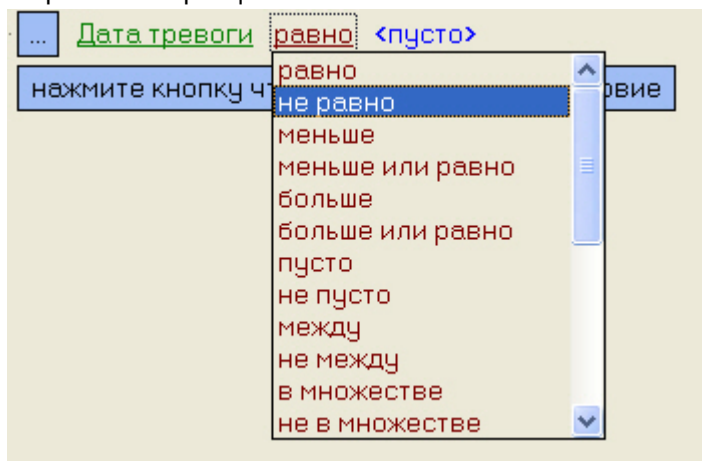 ... Дата тревоги равно <пусто>
нажмите кнопку ч овие
равно
не равно
меньше
меньше или равно
больше
больше или равно
пусто
не пусто
между
не между
в множестве
не в множестве